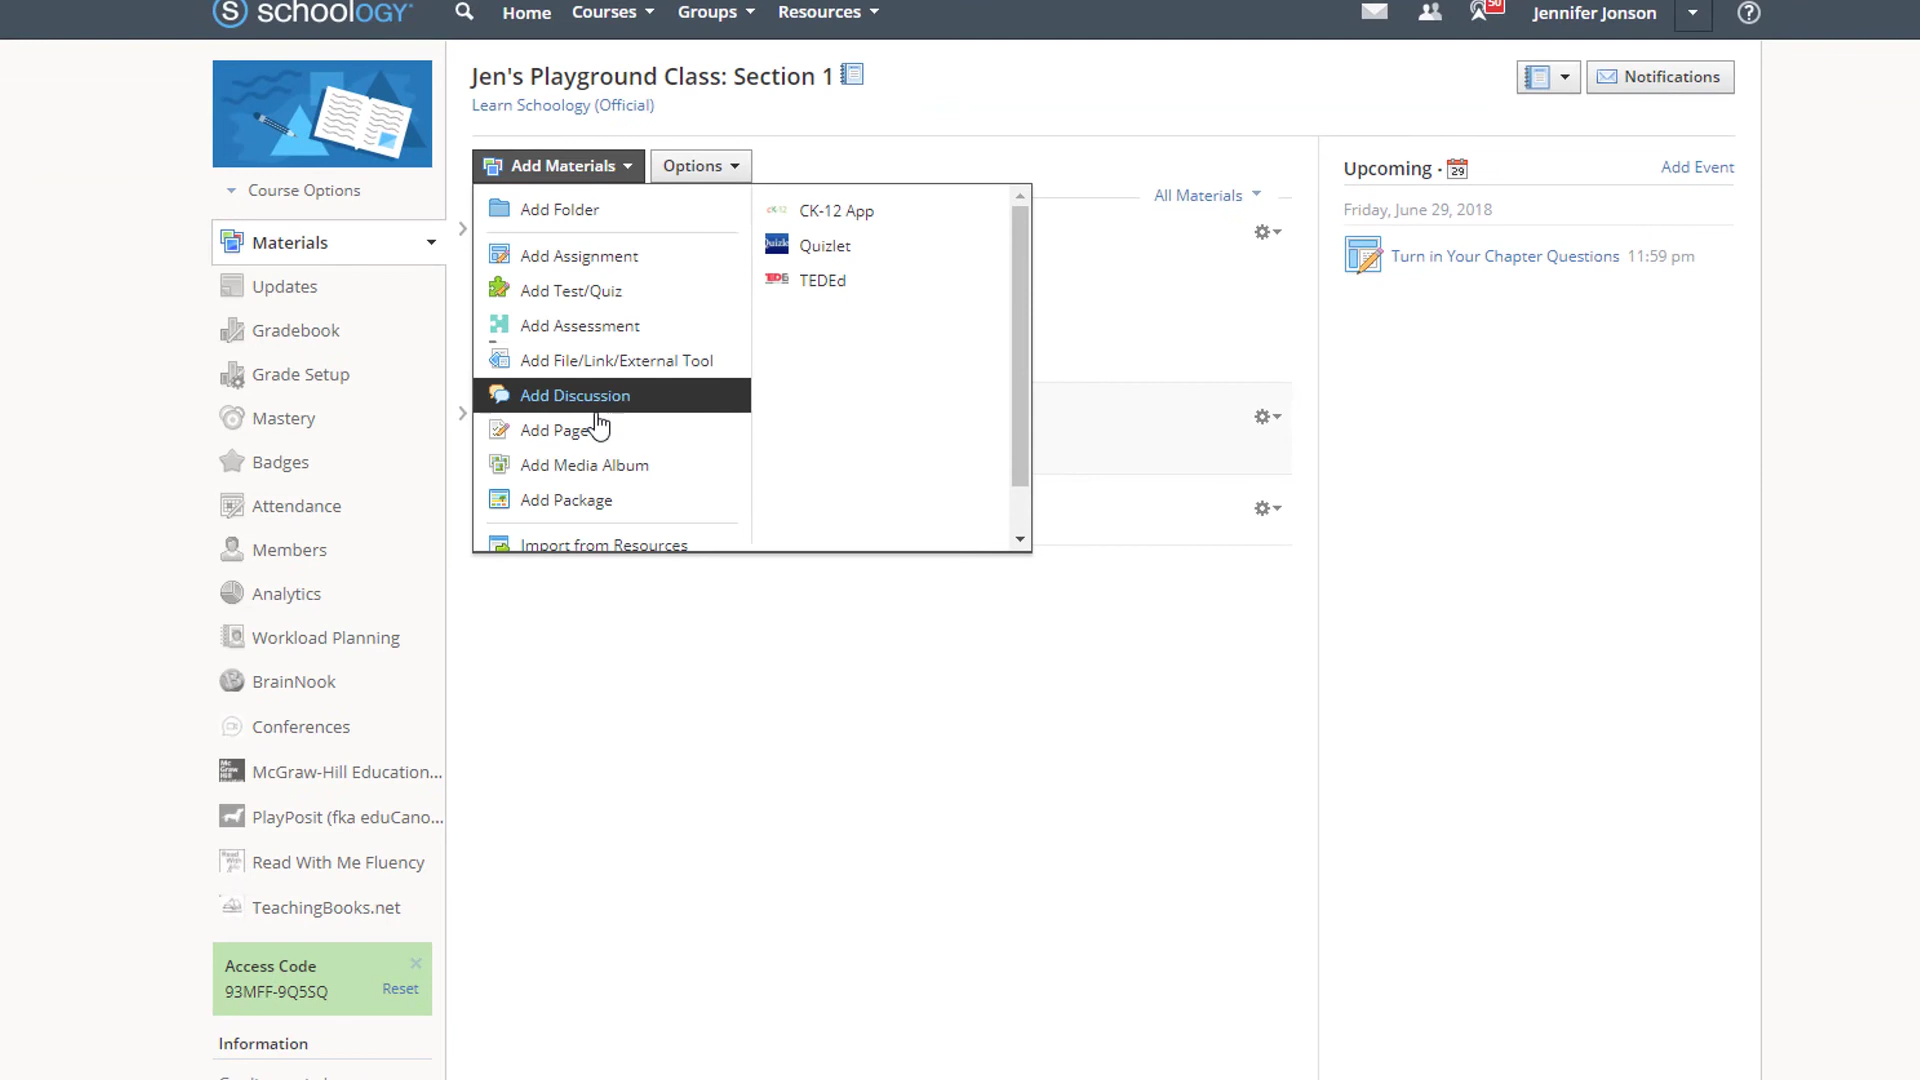 schoology
Home
Courses
Groups
Resources
50
Jennifer Jonson
Jen's Playground Class: Section 1
Learn Schoology (Official)
Notifications
Course Options
Materials
Updates
Gradebook
Grade Setup
Mastery
Badges
Attendance
Members
Analytics
Workload Planning
BrainNook
Conferences
McGraw-Hill Education...
PlayPosit (fka eduCano...
Read With Me Fluency
TeachingBooks.net
Access Code
93MFF-9Q5SQ
Reset
Information
Add Materials
Options
Add Folder
Add Assignment
Add Test/Quiz
Add Assessment
Add File/Link/External Tool
Add Discussion
Add Page
Add Media Album
Add Package
Import from Resources
CK-12 App
Quizlet
TEDEd
All Materials
Upcoming · 29
Add Event
Friday, June 29, 2018
Turn in Your Chapter Questions 11:59 pm